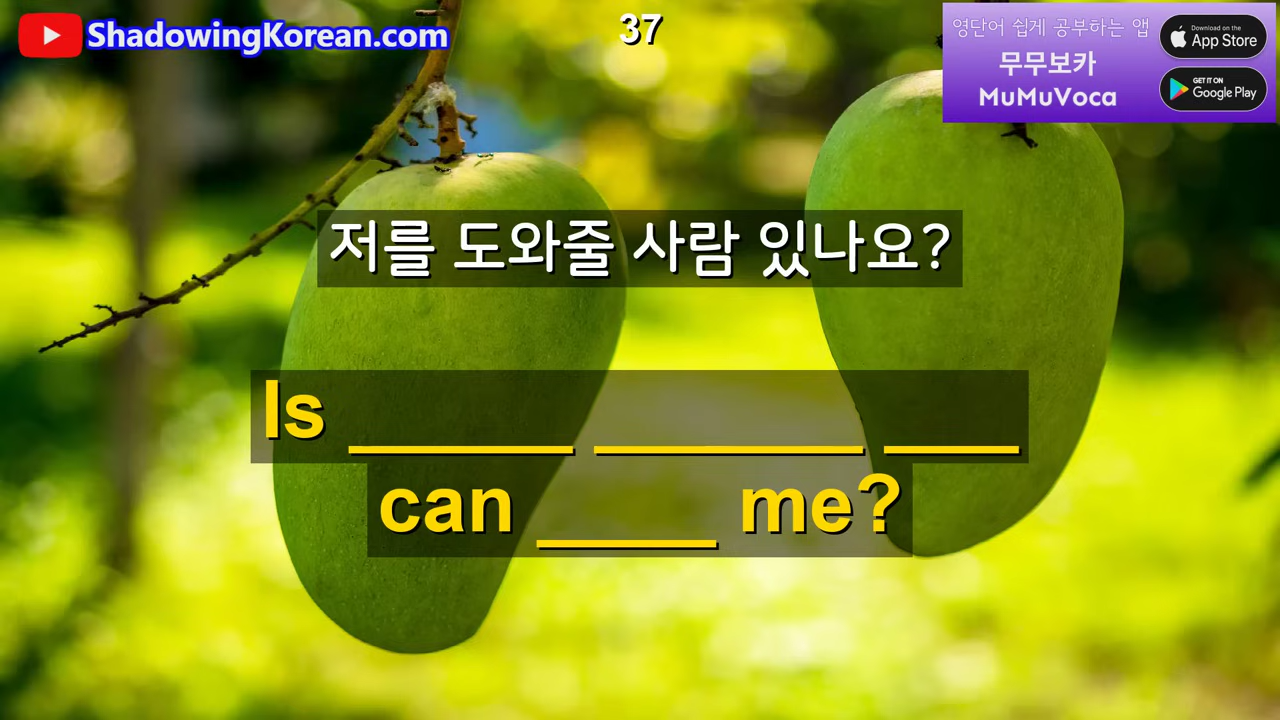 ShadowingKorean.com
37
영단어 쉽게 공부하는 앱
무무보카
MuMuVoca
Download on the
App Store
GET IT ON
Google Play
저를 도와줄 사람 있나요?
Is _____ ______ ___
can ____ me?